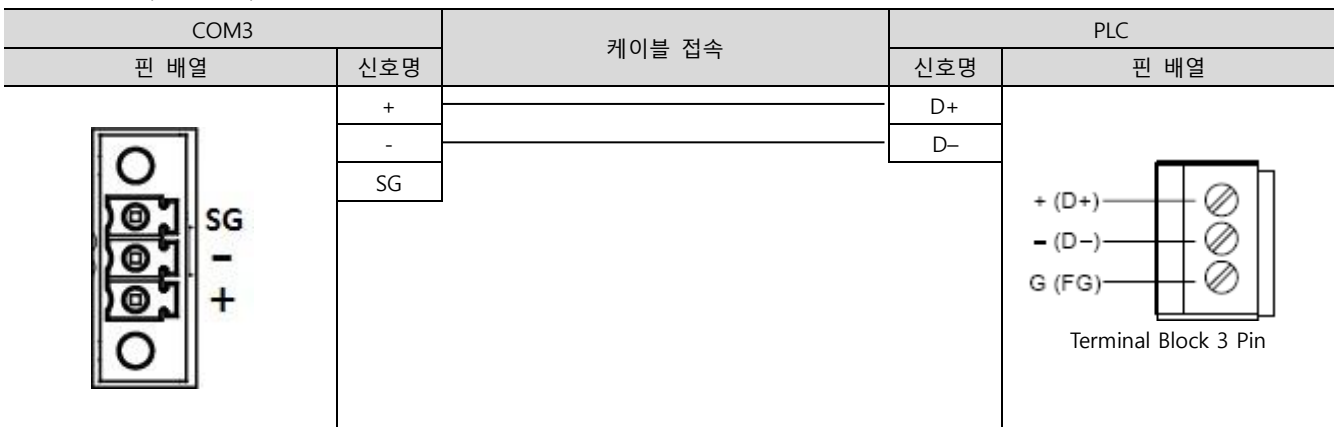 COM3 케이블 접속 PLC
핀 배열 신호명 신호명 핀 배열
+ D+
- D–
SG
SG
-
+
+ (D+)
- (D–)
G (FG)
Terminal Block 3 Pin